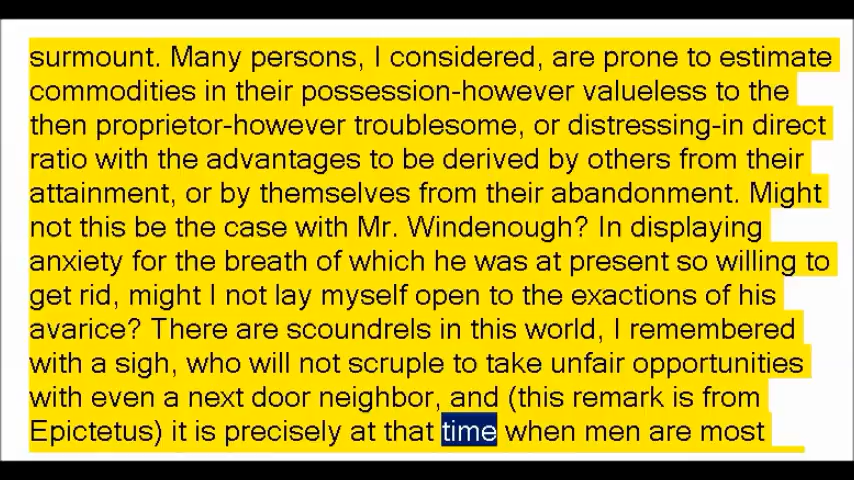 surmount. Many persons, I considered, are prone to estimate
commodities in their possession-however valueless to the
then proprietor-however troublesome, or distressing-in direct
ratio with the advantages to be derived by others from their
attainment, or by themselves from their abandonment. Might
not this be the case with Mr. Windenough? In displaying
anxiety for the breath of which he was at present so willing to
get rid, might I not lay myself open to the exactions of his
avarice? There are scoundrels in this world, I remembered
with a sigh, who will not scruple to take unfair opportunities
with even a next door neighbor, and (this remark is from
Epictetus) it is precisely at that time when men are most